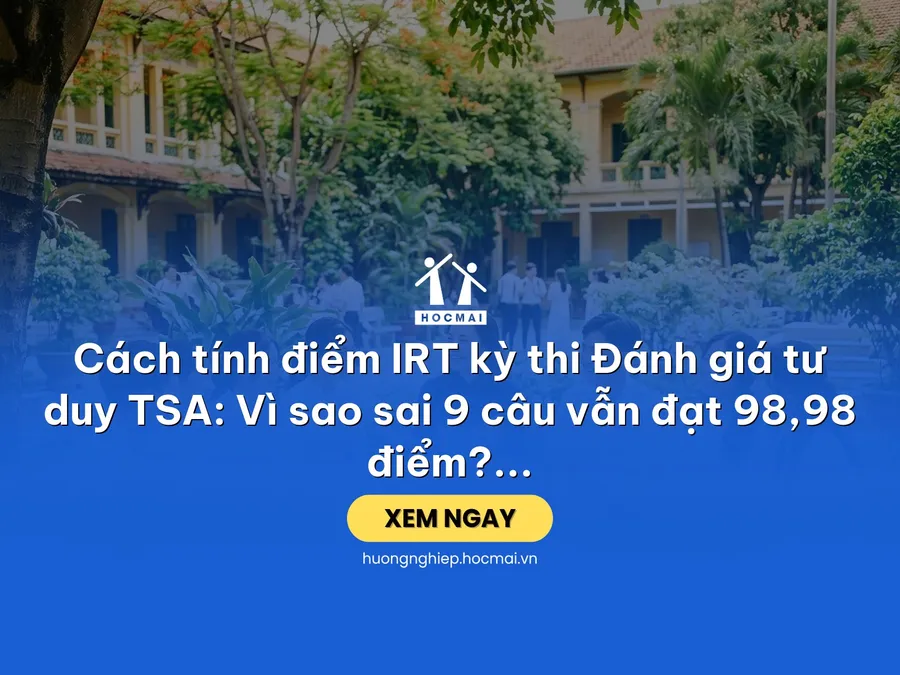 HOCMAI
Cách tính điểm IRT kỳ thi Đánh giá tư
duy TSA: Vì sao sai 9 câu vẫn đạt 98,98
điểm?...
XEM NGAY
huongnghiep.hocmai.vn